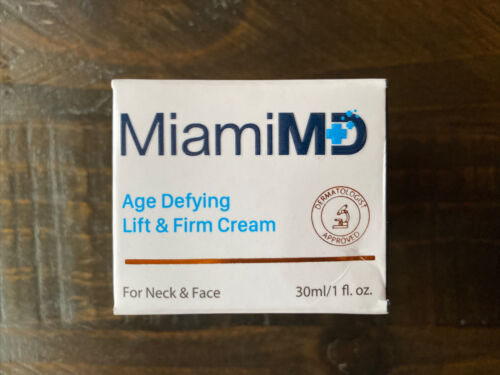 MiamiMD
Age Defying
Lift & Firm Cream
DERMATOLOGIST
APPROVED
For Neck & Face
30ml/1 fl. oz.